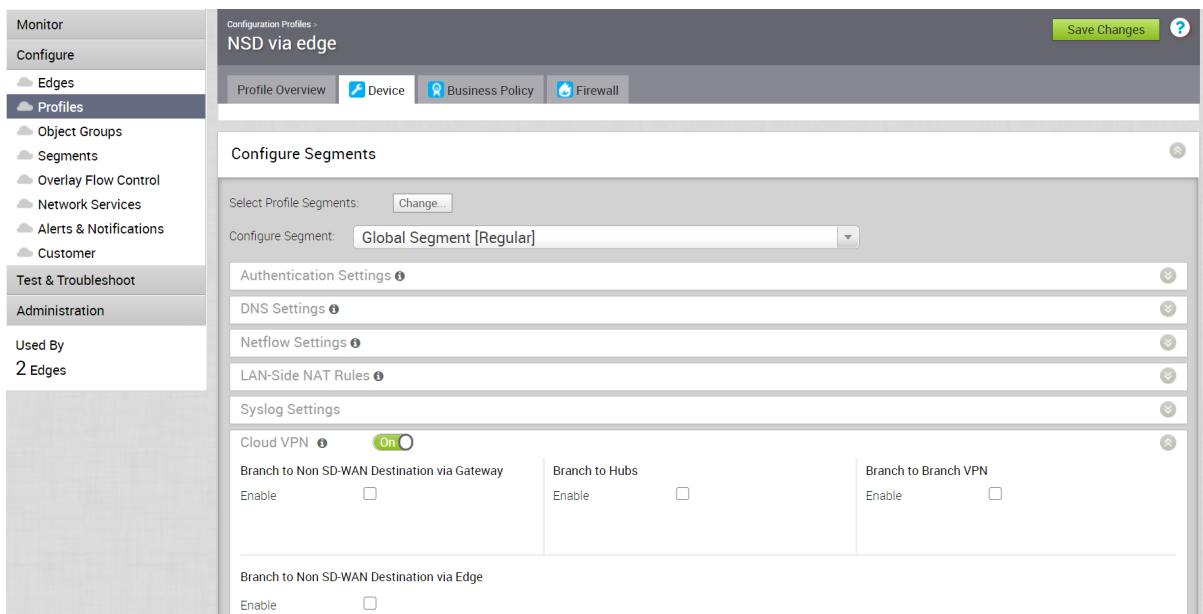 Monitor
Configure
Edges
Profiles
Object Groups
Segments
Overlay Flow Control
Network Services
Alerts & Notifications
Customer
Test & Troubleshoot
Administration
Used By
2 Edges
Configuration Profiles >
NSD via edge
Save Changes ?
Profile Overview Device Business Policy Firewall
Configure Segments
Select Profile Segments: Change...
Configure Segment: Global Segment [Regular]
Authentication Settings
DNS Settings
Netflow Settings
LAN-Side NAT Rules
Syslog Settings
Cloud VPN On
Branch to Non SD-WAN Destination via Gateway Branch to Hubs Branch to Branch VPN
Enable Enable Enable
Branch to Non SD-WAN Destination via Edge
Enable